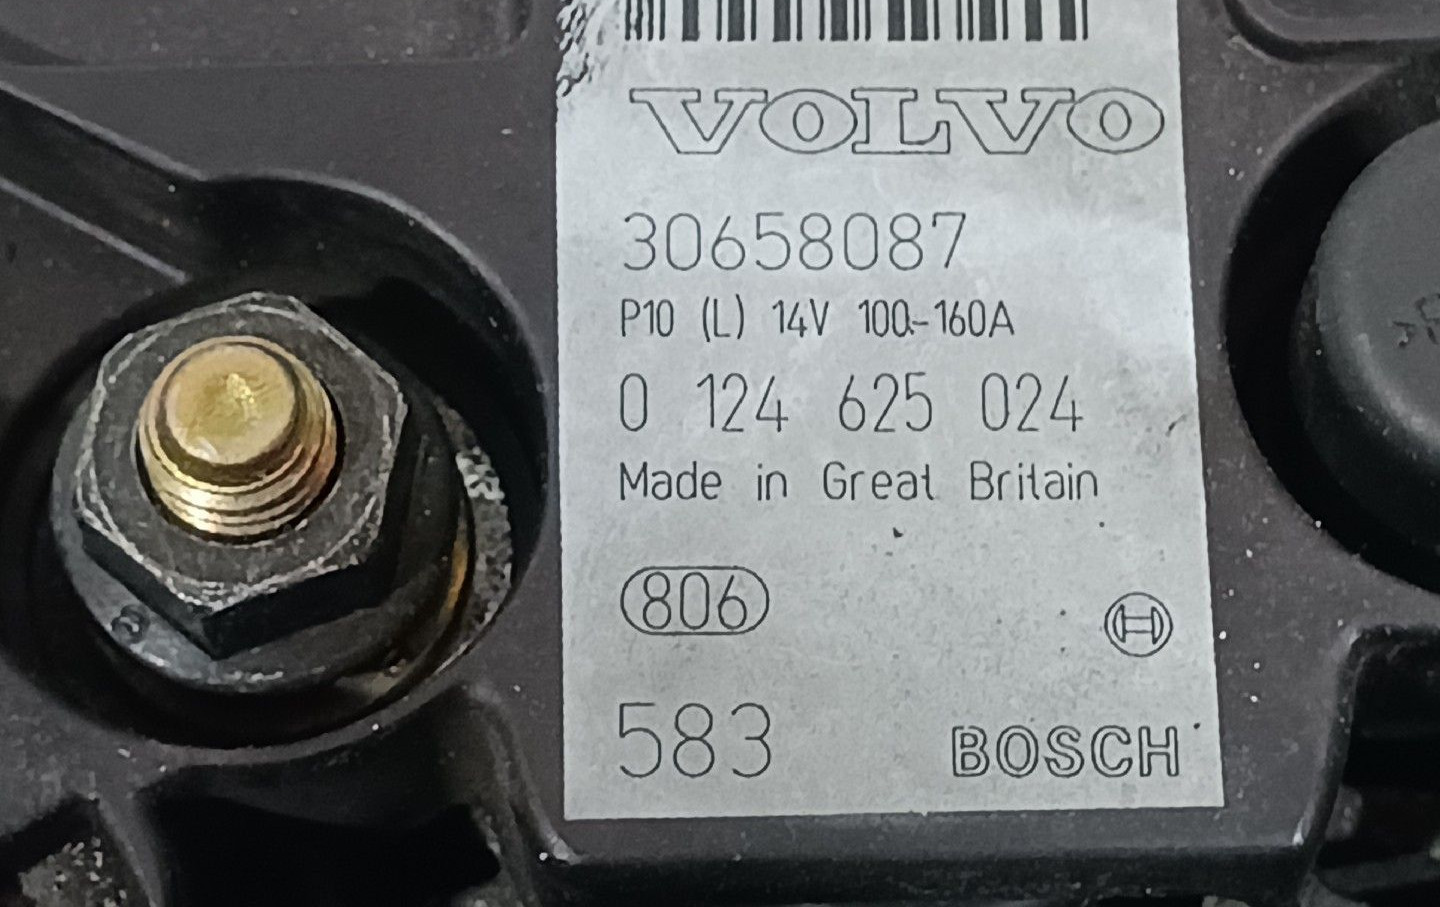 VOLVO
30658087
P10 (L) 14V 100-160A
0 124 625 024
Made in Great Britain
806
583 BOSCH